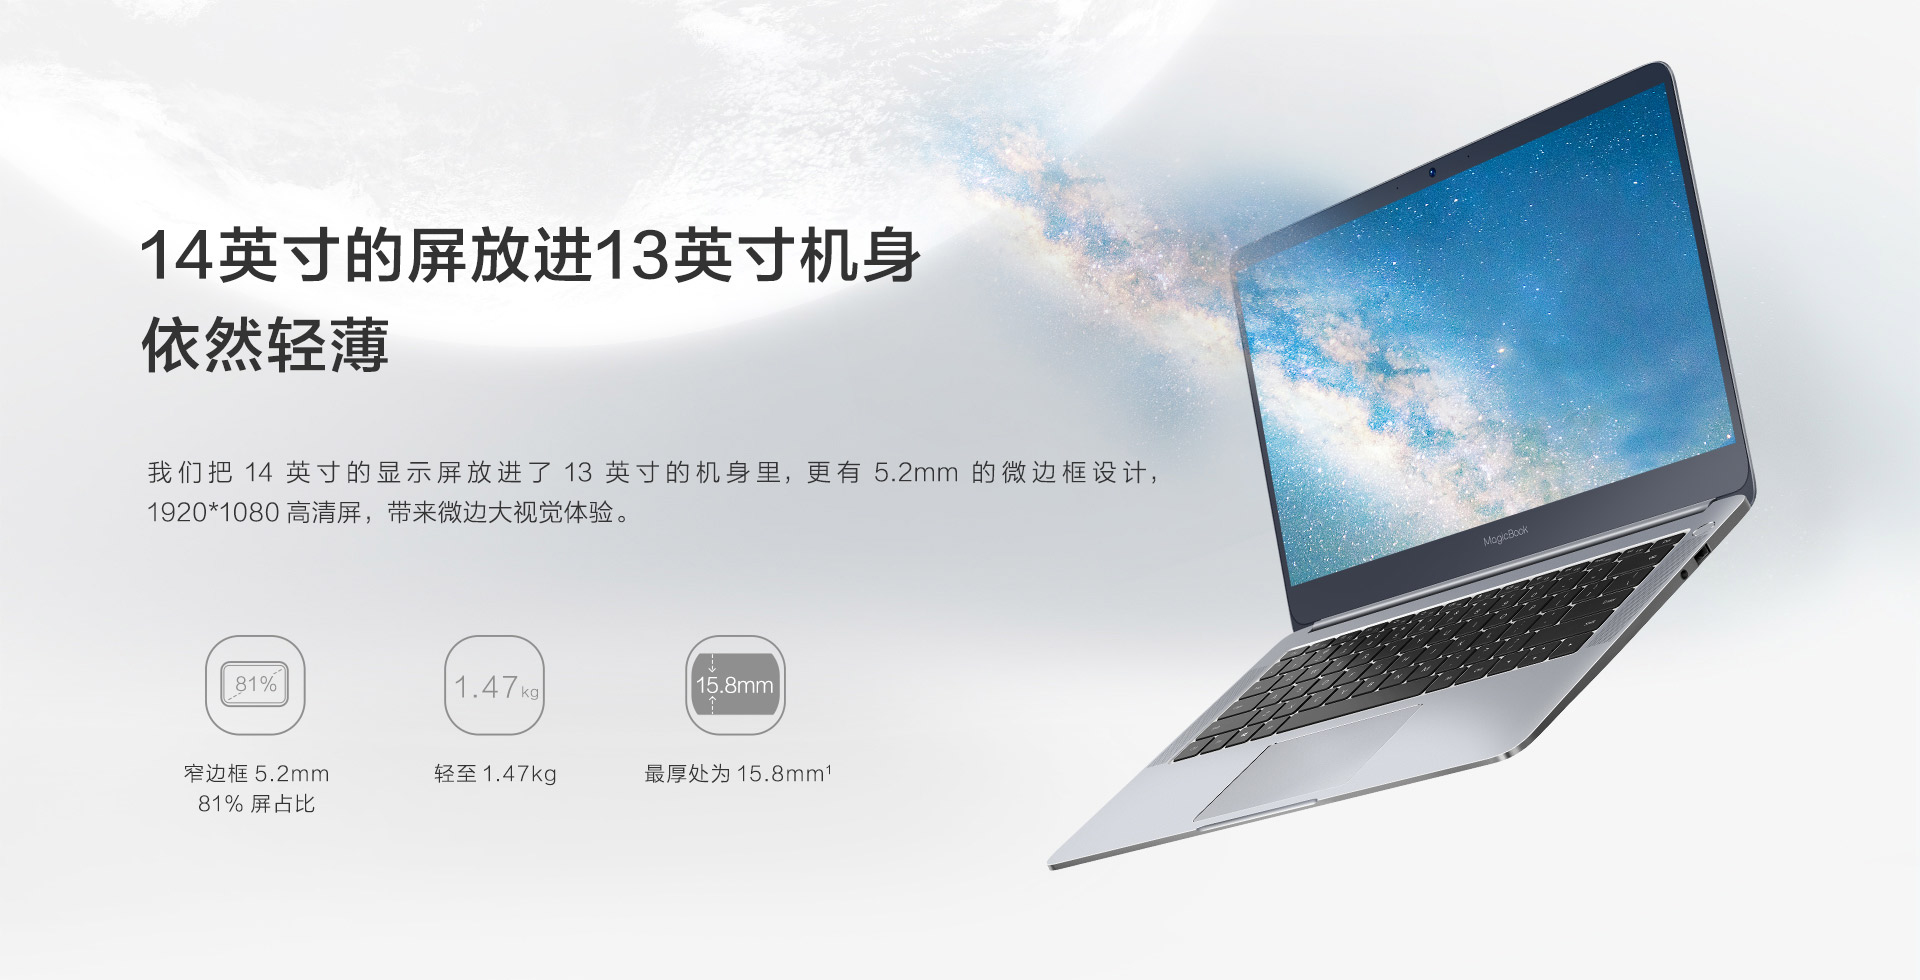 14英寸的屏放进13英寸机身
依然轻薄
我们把 14 英寸的显示屏放进了 13 英寸的机身里, 更有 5.2mm 的微边框设计,
1920*1080 高清屏，带来微边大视觉体验。
81%
1.47kg
15.8mm
窄边框 5.2mm
81% 屏占比
轻至 1.47kg
最厚处为 15.8mm¹
MagicBook